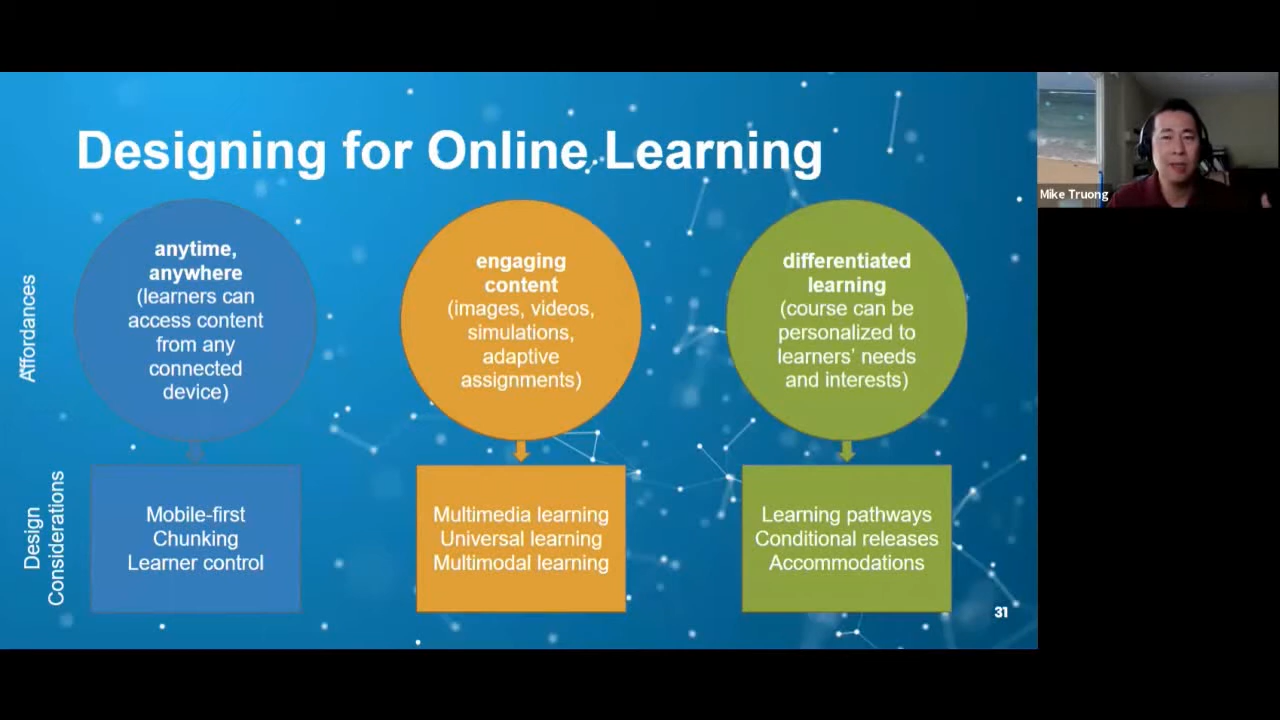 Designing for Online Learning
Mike Truong
Affordances
anytime,
anywhere
(learners can
access content
from any
connected
device)
engaging
content
(images, videos,
simulations,
adaptive
assignments)
differentiated
learning
(course can be
personalized to
learners' needs
and interests)
Design
Considerations
Mobile-first
Chunking
Learner control
Multimedia learning
Universal learning
Multimodal learning
Learning pathways
Conditional releases
Accommodations
31